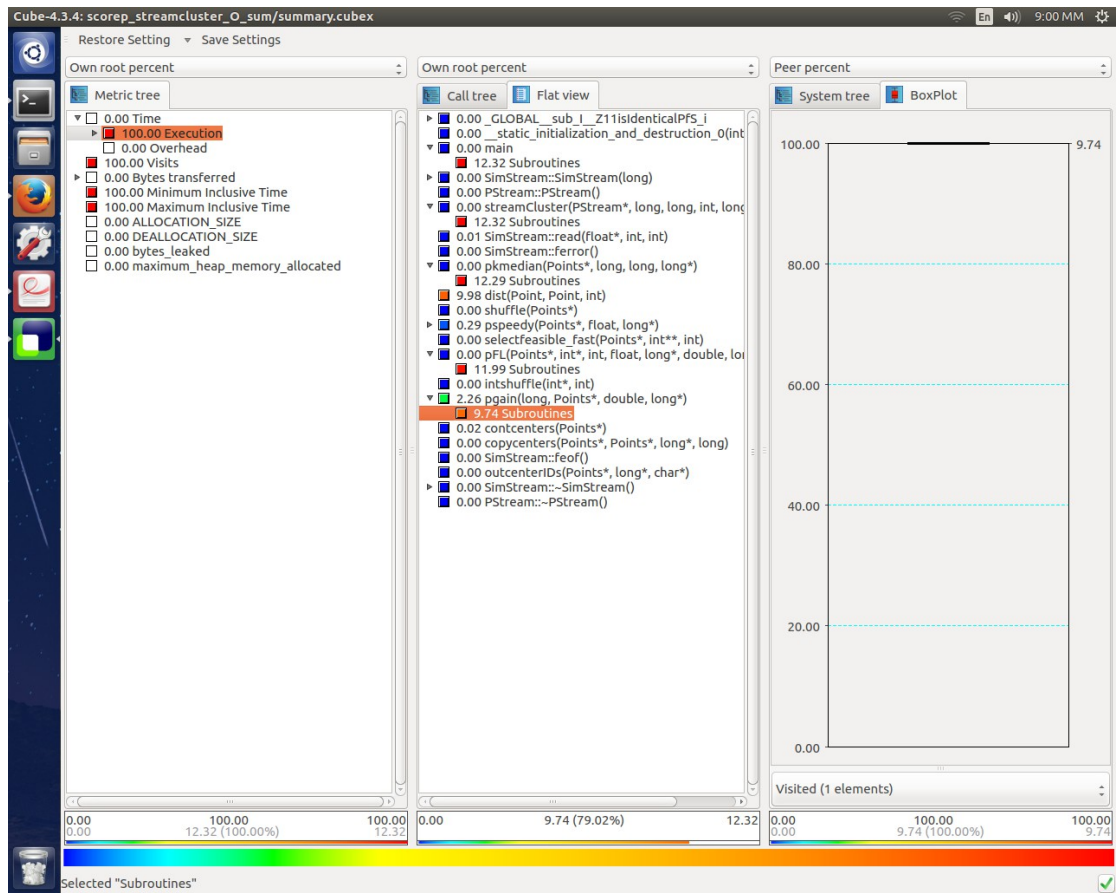 Cube-4.3.4: scorep_streamcluster_O_sum/summary.cubex
En
9:00 MM
Restore Setting
Save Settings
Own root percent
Metric tree
0.00 Time
100.00 Execution
0.00 Overhead
100.00 Visits
0.00 Bytes transferred
100.00 Minimum Inclusive Time
100.00 Maximum Inclusive Time
0.00 ALLOCATION_SIZE
0.00 DEALLOCATION_SIZE
0.00 bytes_leaked
0.00 maximum_heap_memory_allocated
0.00 100.00 100.00
0.00 12.32 (100.00%) 12.32
Own root percent
Call tree
Flat view
0.00 _GLOBAL__sub_I__Z11isIdenticalPfS_i
0.00 __static_initialization_and_destruction_0(int
0.00 main
12.32 Subroutines
0.00 SimStream::SimStream(long)
0.00 PStream::PStream()
0.00 streamCluster(PStream*, long, long, int, long
12.32 Subroutines
0.01 SimStream::read(float*, int, int)
0.00 SimStream::ferror()
0.00 pkmedian(Points*, long, long, long*)
12.29 Subroutines
9.98 dist(Point, Point, int)
0.00 shuffle(Points*)
0.29 pspeedy(Points*, float, long*)
0.00 selectfeasible_fast(Points*, int**, int)
0.00 pFL(Points*, int*, int, float, long*, double, lo
11.99 Subroutines
0.00 intshuffle(int*, int)
2.26 pgain(long, Points*, double, long*)
9.74 Subroutines
0.02 contcenters(Points*)
0.00 copycenters(Points*, Points*, long*, long)
0.00 SimStream::feof()
0.00 outcenterIDs(Points*, long*, char*)
0.00 SimStream::~SimStream()
0.00 PStream::~PStream()
0.00 9.74 (79.02%) 12.32
Peer percent
System tree
BoxPlot
100.00
9.74
80.00
60.00
40.00
20.00
0.00
Visited (1 elements)
0.00 100.00 100.00
0.00 9.74 (100.00%) 9.74
Selected "Subroutines"